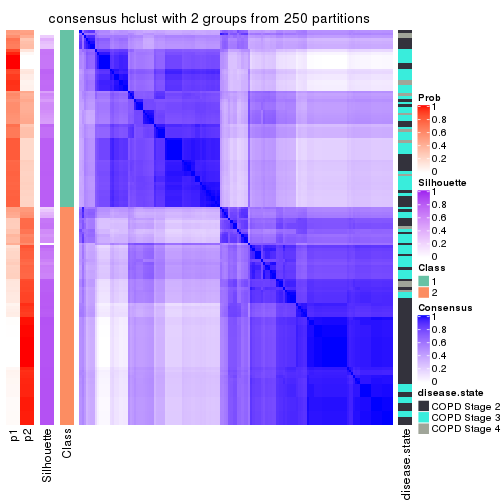 consensus hclust with 2 groups from 250 partitions
Prob
1
0.8
0.6
0.4
0.2
0
Silhouette
1
0.8
0.6
0.4
0.2
0
Class
1
2
Consensus
1
0.8
0.6
0.4
0.2
0
disease.state
COPD Stage 2
COPD Stage 3
COPD Stage 4
p1
p2
Silhouette
Class
disease.state